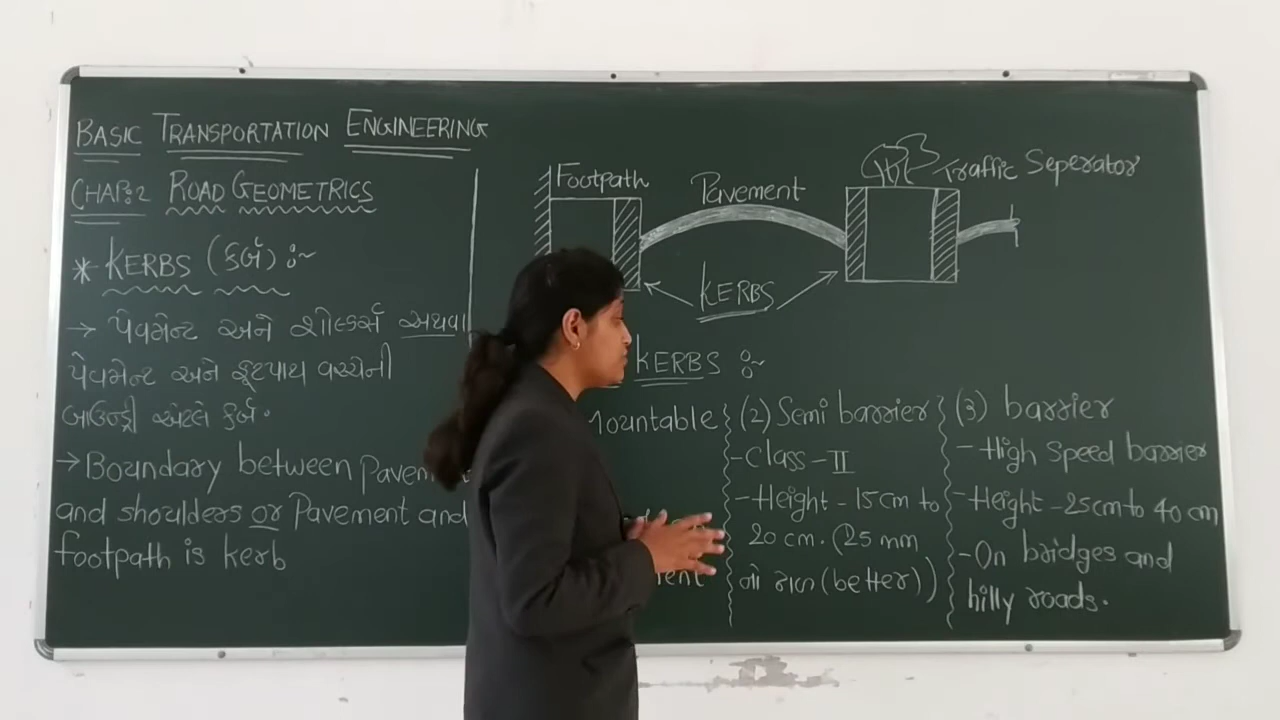 BASIC TRANSPORTATION ENGINEERING
CHAP:2 ROAD GEOMETRICS
* KERBS (કર્બ) :~
→ પેવમેન્ટ અને શોલ્ડર્સ અથવા
પેવમેન્ટ અને ફૂટપાથ વચ્ચેની
બાઉન્ડ્રી એટલે કર્બ.
→ Boundary between Pavem
and shoulders or Pavement and
footpath is kerb
Footpath
Pavement
Traffic Seperator
KERBS
KERBS :~
ountable
(2) Semi barrier
- Class - II
- Height - 15 cm to
20 cm. (25 mm
નો ઢાળ (better))
(3) barrier
- High Speed barrier
- Height - 25 cm to 40 cm
- On bridges and
hilly roads.